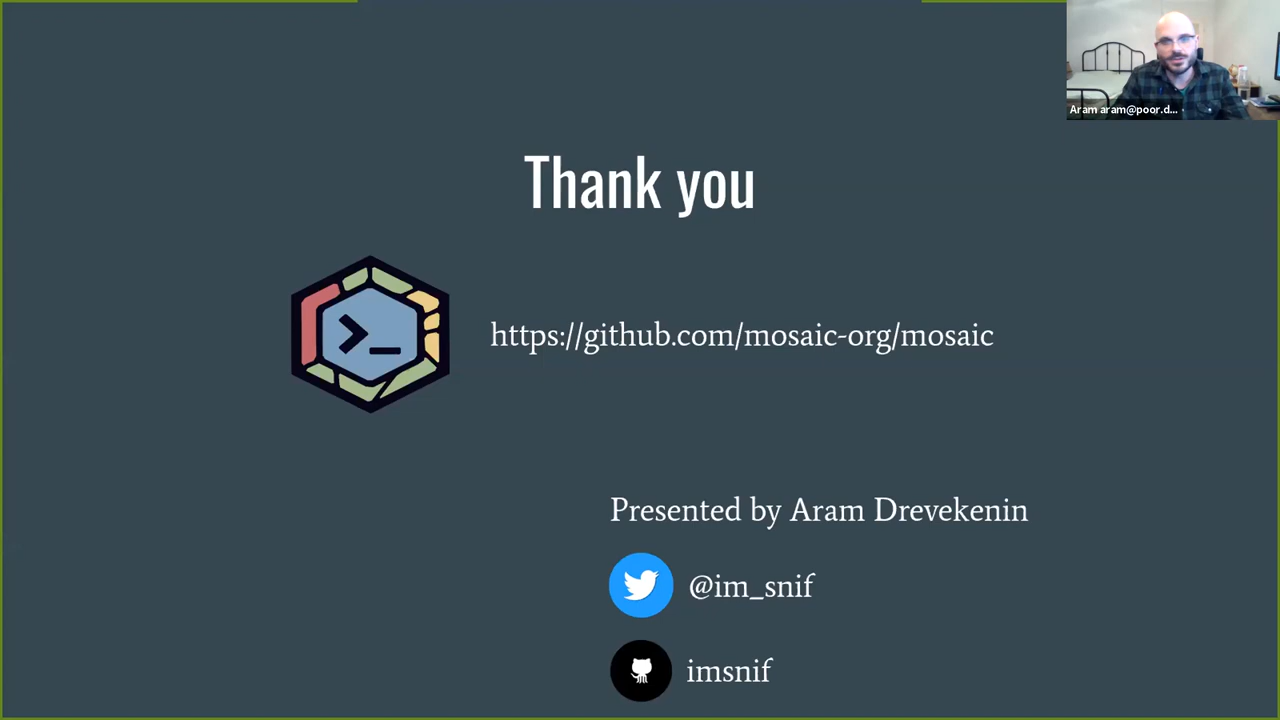 Aram aram@poor.d...
Thank you
>_
https://github.com/mosaic-org/mosaic
Presented by Aram Drevekenin
@im_snif
imsnif